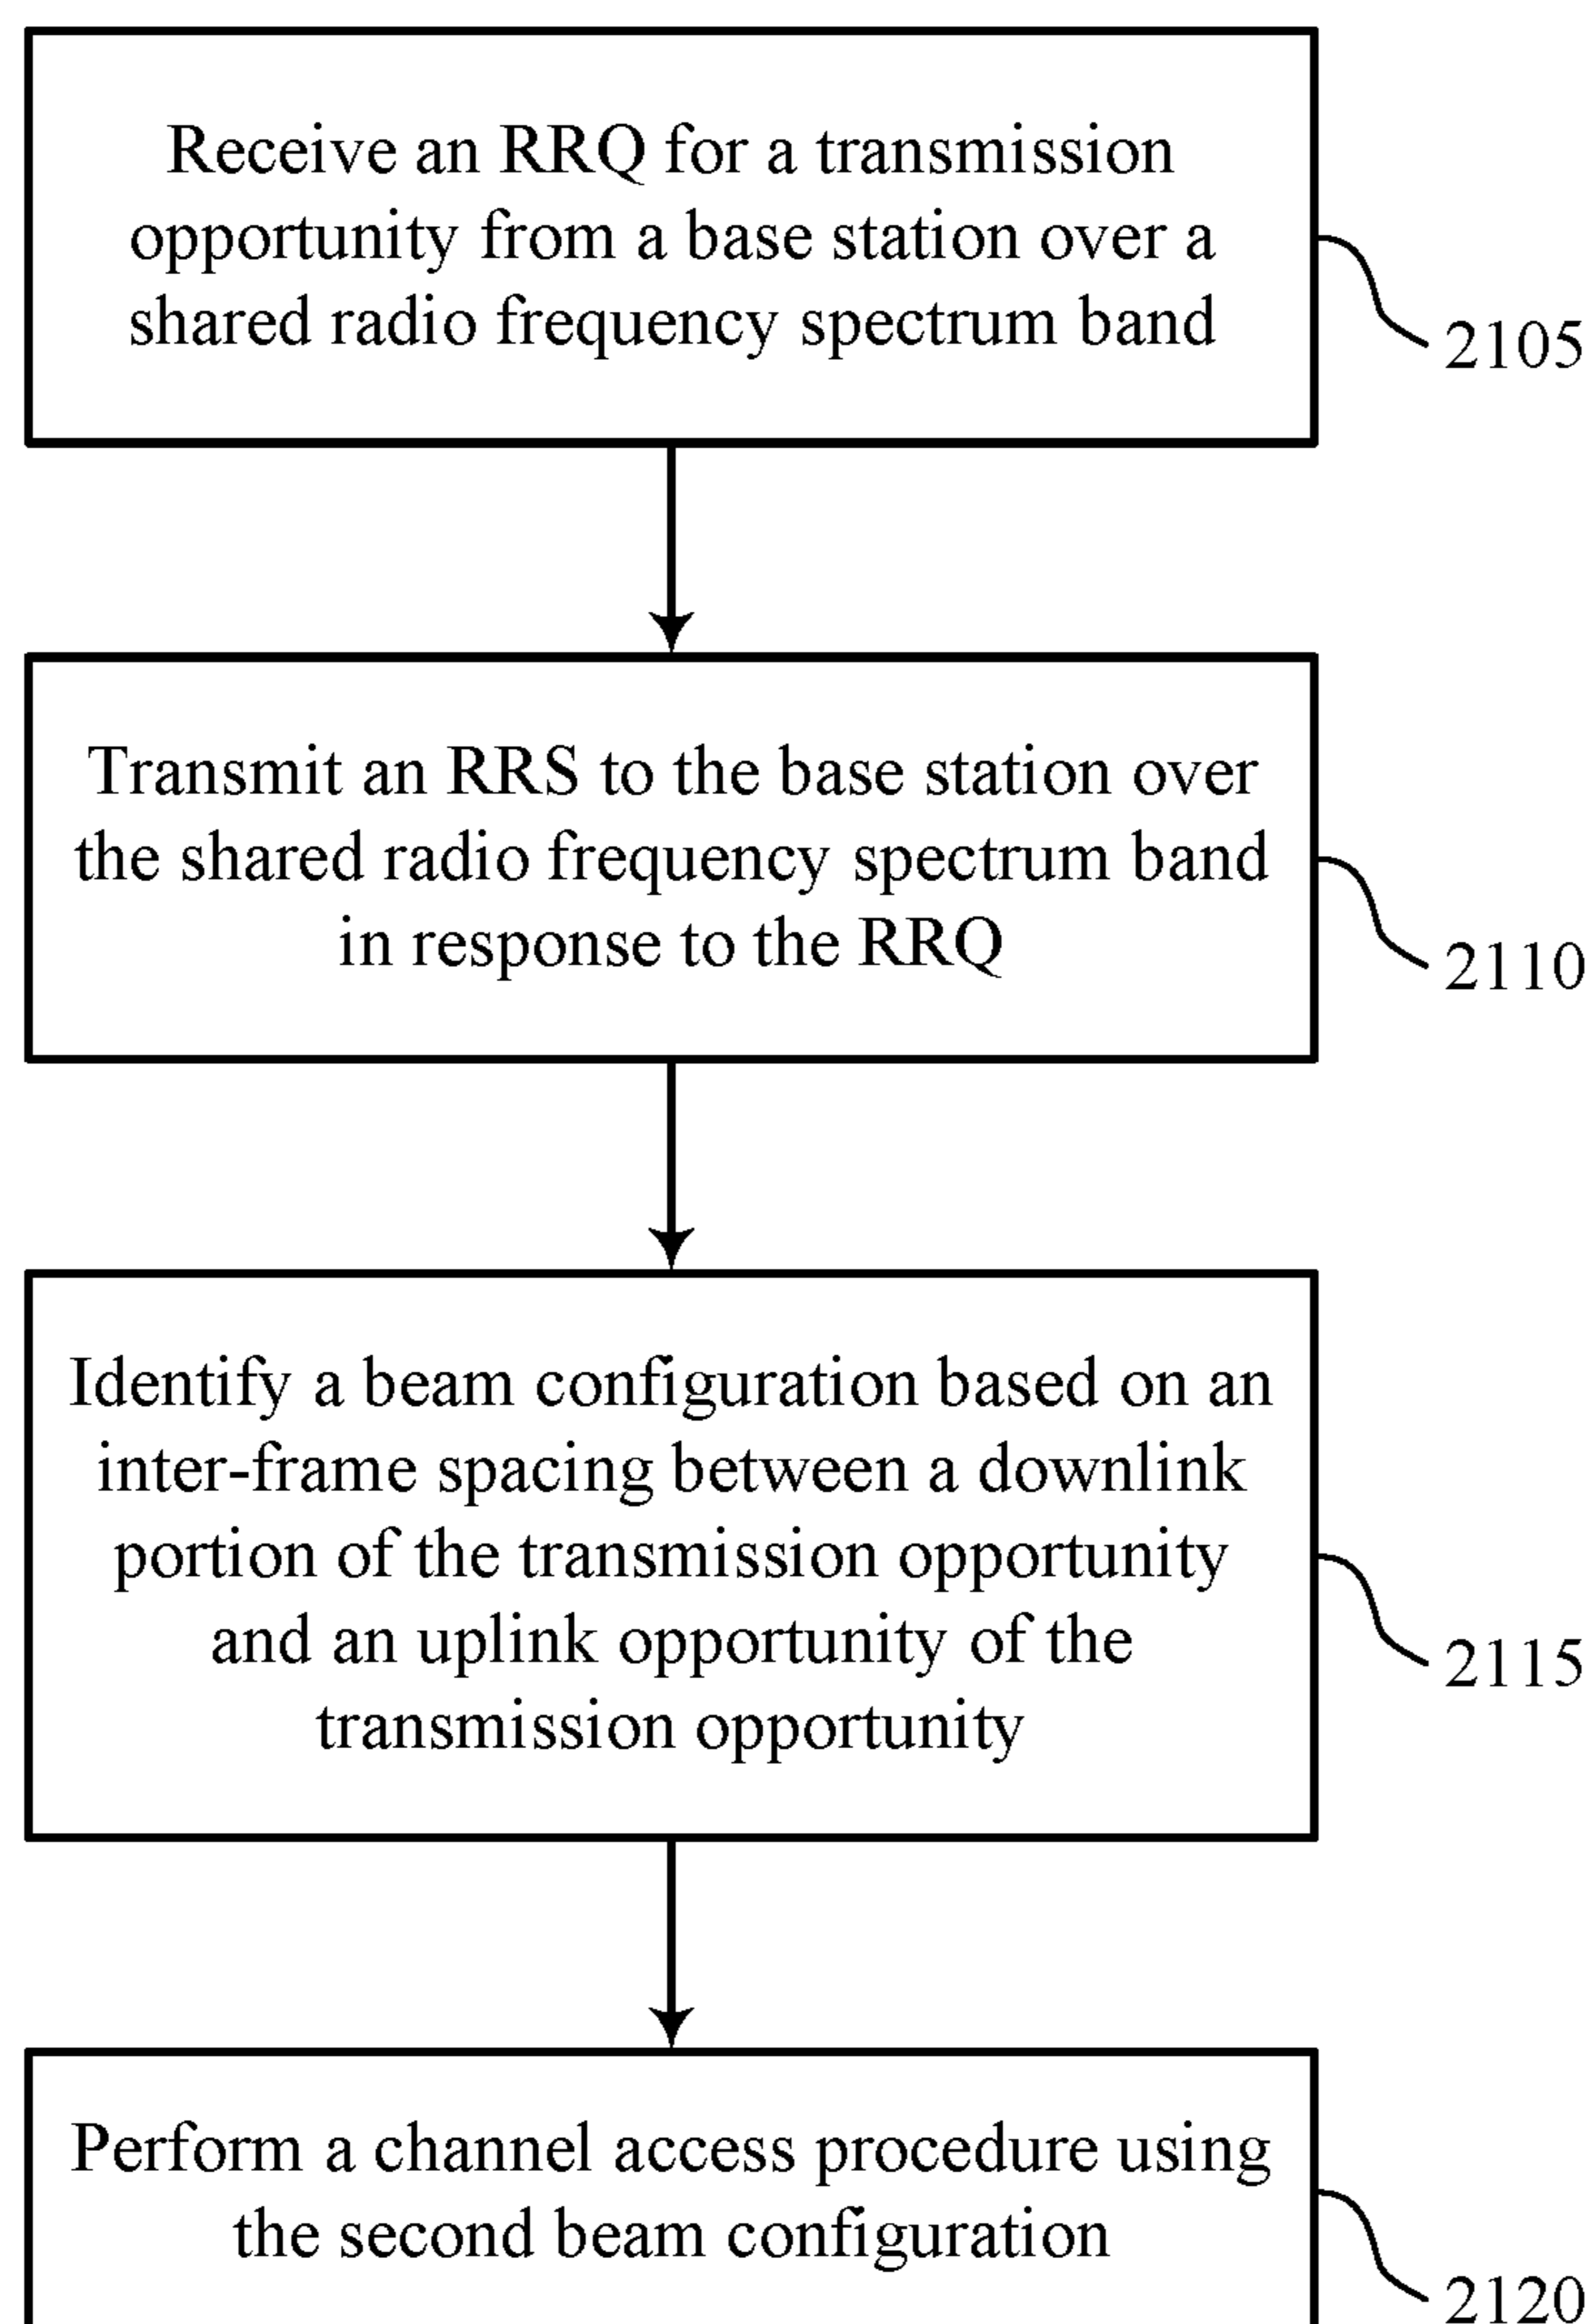 Receive an RRQ for a transmission
opportunity from a base station over a
shared radio frequency spectrum band
2105
Transmit an RRS to the base station over
the shared radio frequency spectrum band
in response to the RRQ
2110
Identify a beam configuration based on an
inter-frame spacing between a downlink
portion of the transmission opportunity
and an uplink opportunity of the
transmission opportunity
2115
Perform a channel access procedure using
the second beam configuration
2120